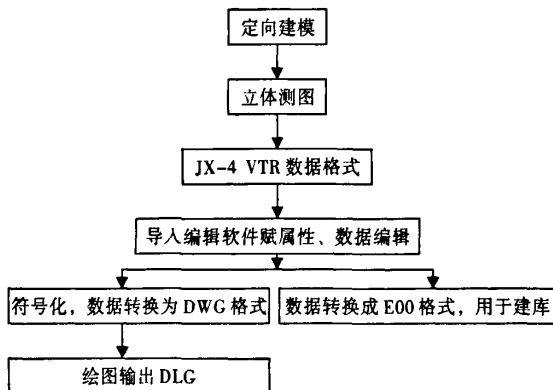 定向建模
立体测图
JX-4 VTR 数据格式
导入编辑软件赋属性、数据编辑
符号化，数据转换为 DWG 格式
数据转换成 E00 格式，用于建库
绘图输出 DLG